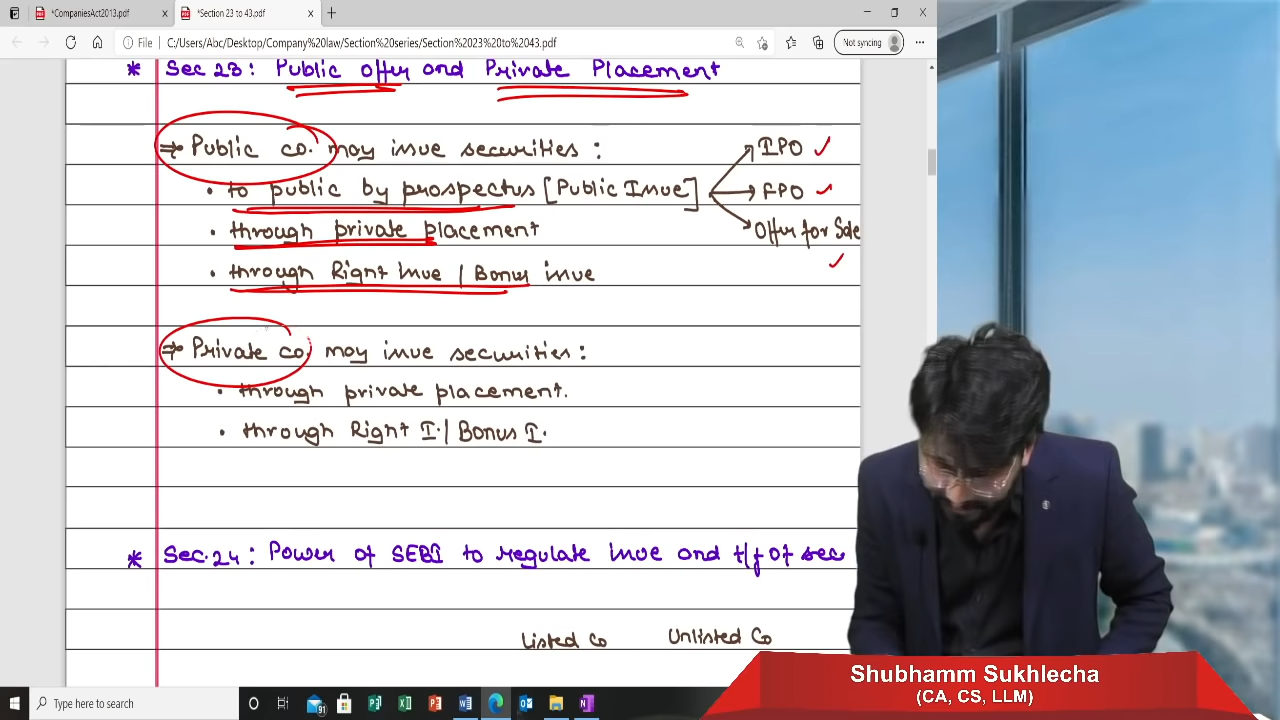 *CompaniesAct2013.pdf
*Section 23 to 43.pdf
File | C:/Users/Abc/Desktop/Company%20law/Section%20series/Section%2023%20to%2043.pdf
Not syncing
* Sec 23: Public offer and Private Placement
⇒ Public co. may issue securities:
• to public by prospectus [Public Issue]
→ IPO ✓
→ FPO ✓
→ Offer for Sale ✓
• through private placement
• through Right issue | Bonus issue
⇒ Private co. may issue securities:
• through private placement.
• through Right I. | Bonus I.
* Sec.24: Power of SEBI to regulate issue and t/f of sec
Listed Co
Unlisted Co
Shubhamm Sukhlecha
(CA, CS, LLM)
Type here to search
91